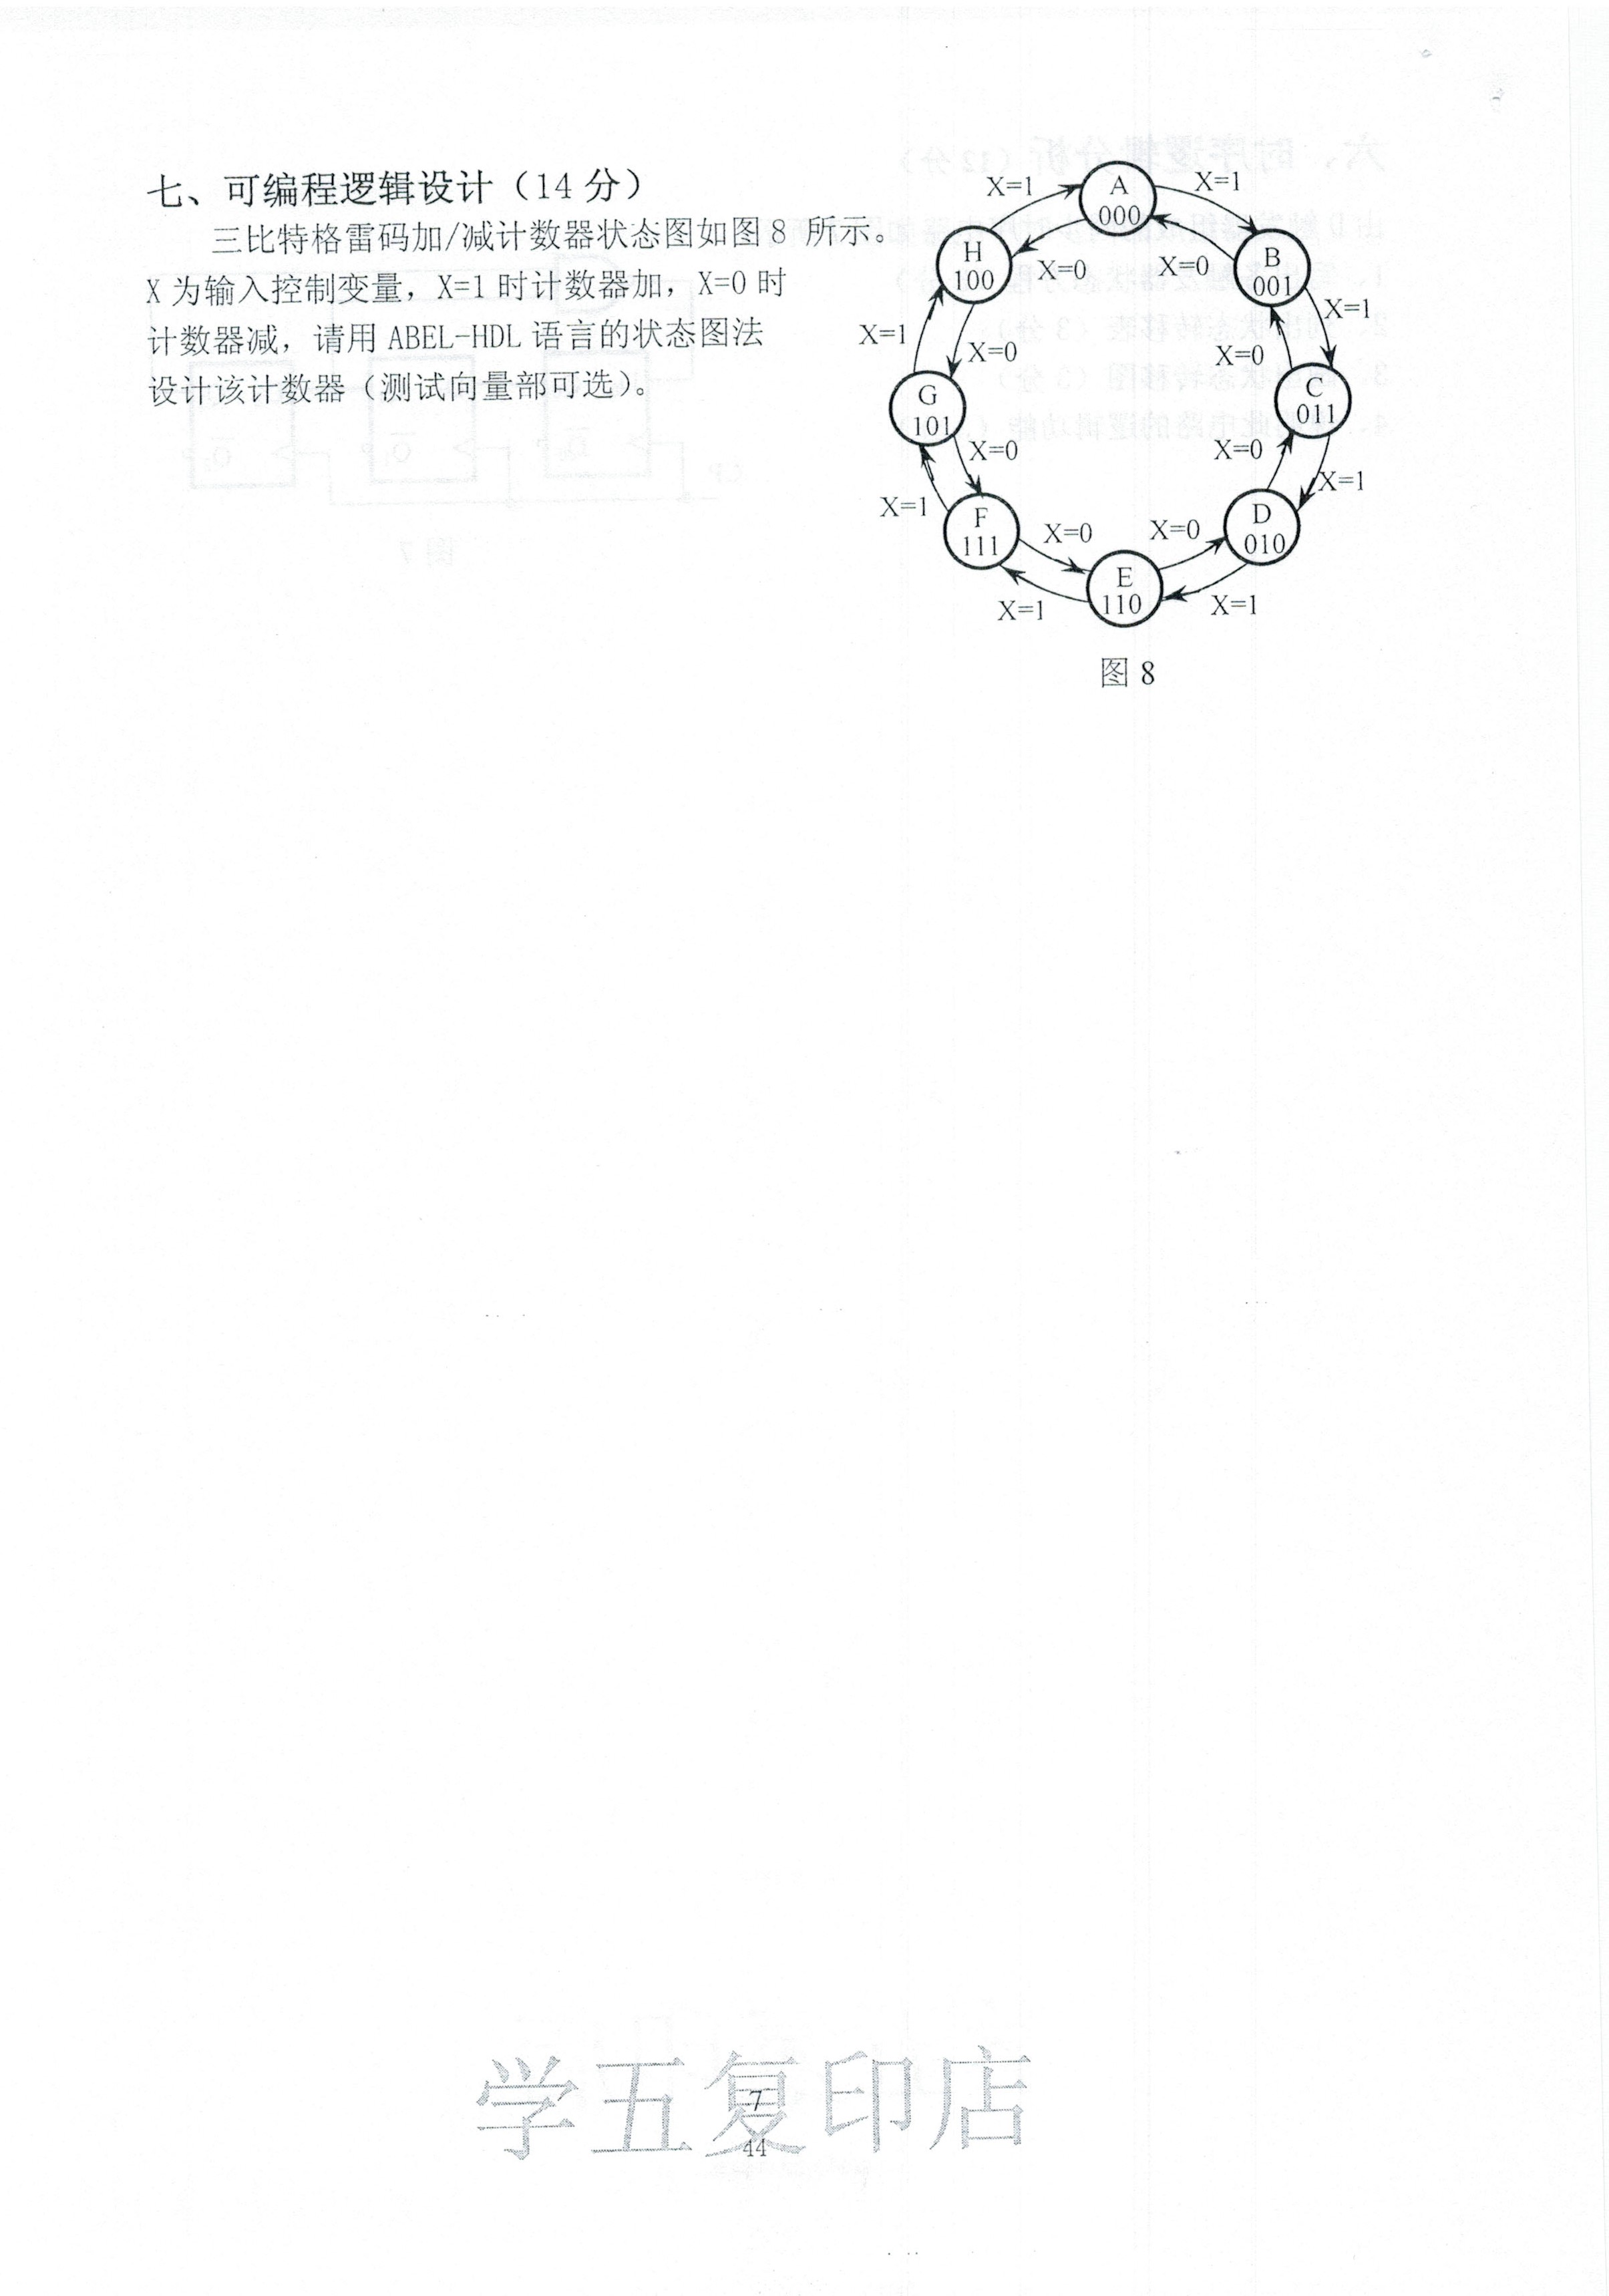 七、可编程逻辑设计（14 分）
三比特格雷码加/减计数器状态图如图 8 所示。
X 为输入控制变量，X=1 时计数器加，X=0 时
计数器减，请用 ABEL-HDL 语言的状态图法
设计该计数器（测试向量部可选）。
X=1
A
000
X=1
H
100
X=0
X=0
B
001
X=1
X=0
X=0
X=1
G
101
C
011
X=0
X=0
X=1
X=1
F
111
X=0
X=0
D
010
E
110
X=1
X=1
图 8
学五复印店
7
44